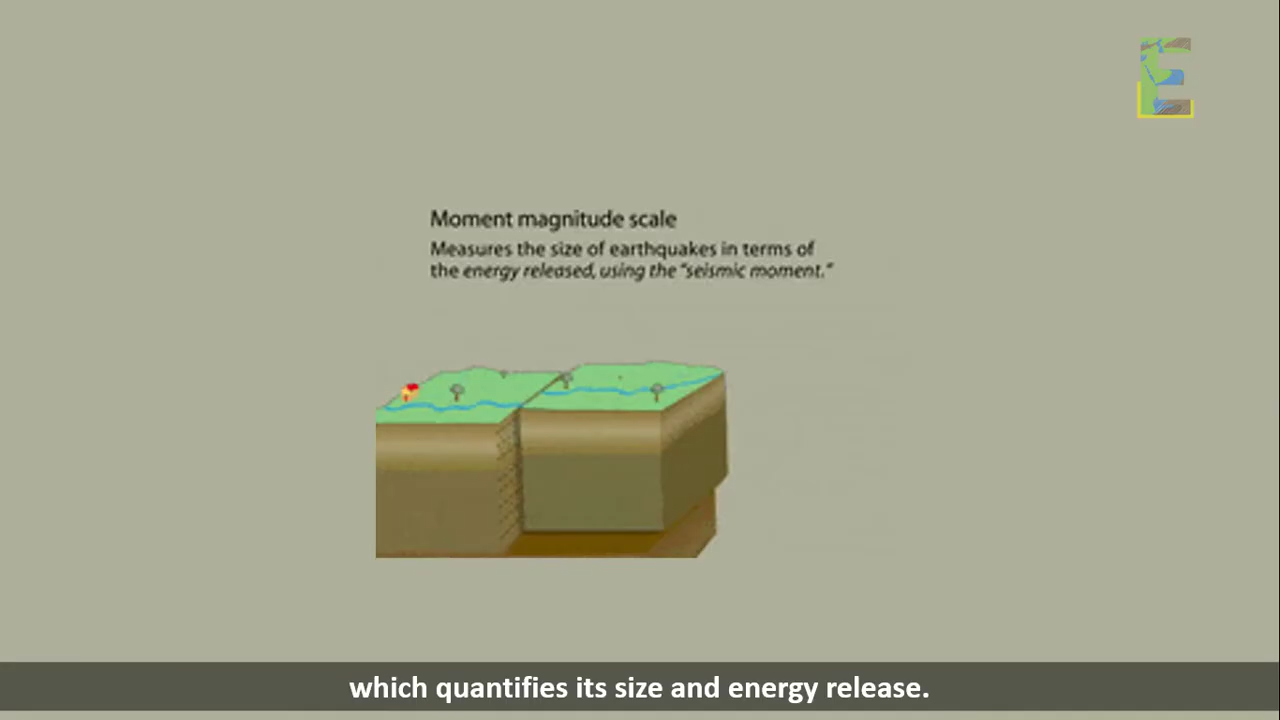 E
Moment magnitude scale
Measures the size of earthquakes in terms of
the energy released, using the “seismic moment.”
which quantifies its size and energy release.